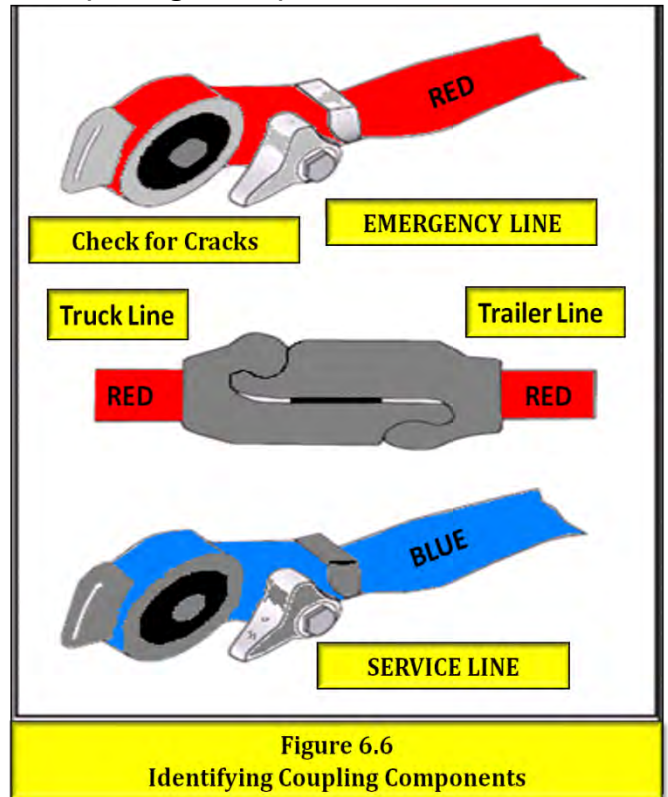 RED
Check for Cracks
EMERGENCY LINE
Truck Line
Trailer Line
RED
RED
BLUE
SERVICE LINE
Figure 6.6
Identifying Coupling Components